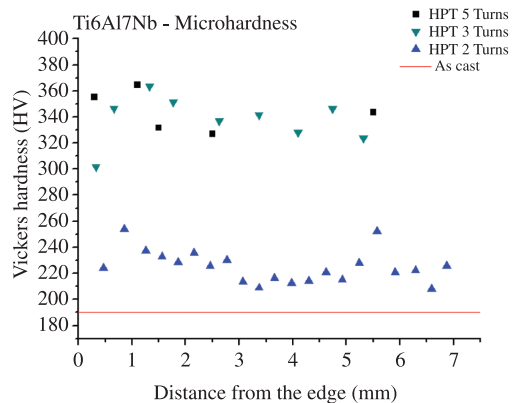 Ti6Al7Nb - Microhardness
HPT 5 Turns
HPT 3 Turns
HPT 2 Turns
As cast
Vickers hardness (HV)
400
380
360
340
320
300
280
260
240
220
200
180
0 1 2 3 4 5 6 7
Distance from the edge (mm)